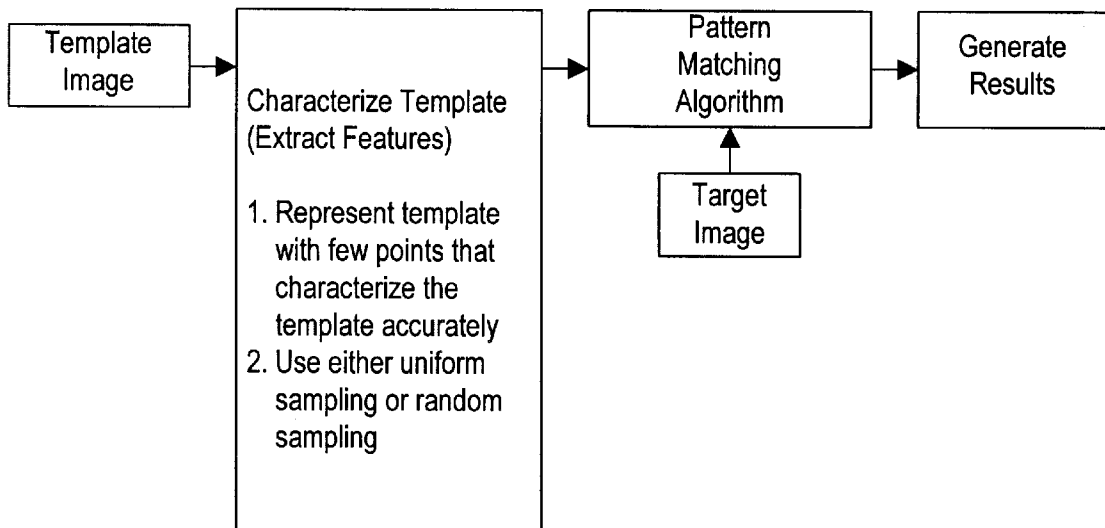 Template
Image
Characterize Template
(Extract Features)
1. Represent template
with few points that
characterize the
template accurately
2. Use either uniform
sampling or random
sampling
Pattern
Matching
Algorithm
Target
Image
Generate
Results